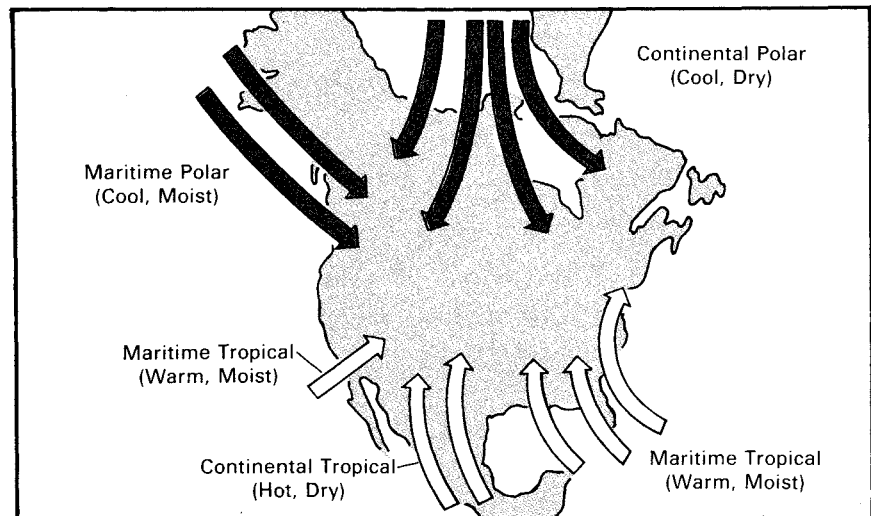 Continental Polar
(Cool, Dry)
Maritime Polar
(Cool, Moist)
Maritime Tropical
(Warm, Moist)
Continental Tropical
(Hot, Dry)
Maritime Tropical
(Warm, Moist)